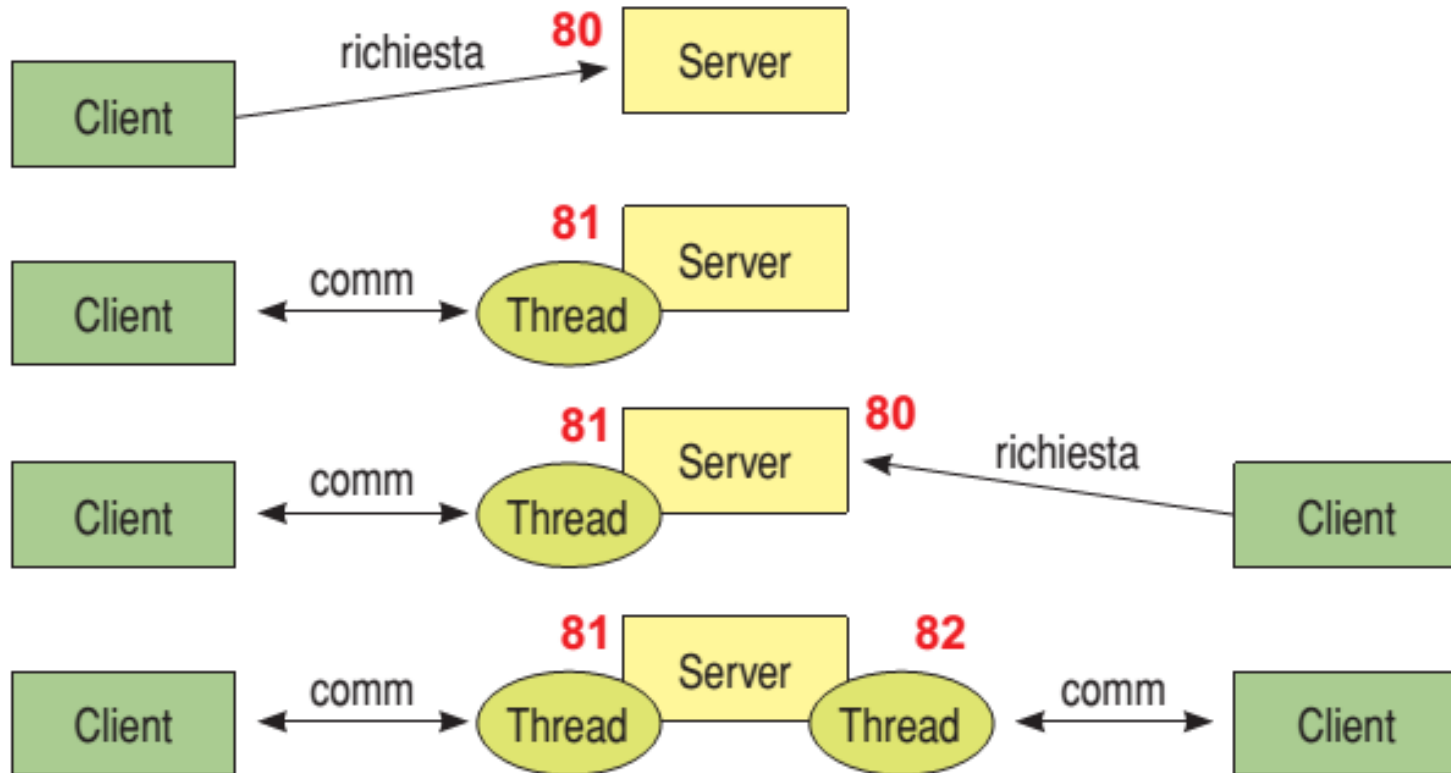 80
richiesta
Server
Client
81
Server
comm
Client
Thread
81
80
Server
richiesta
comm
Client
Thread
Client
81
82
Server
comm
comm
Client
Thread
Thread
Client